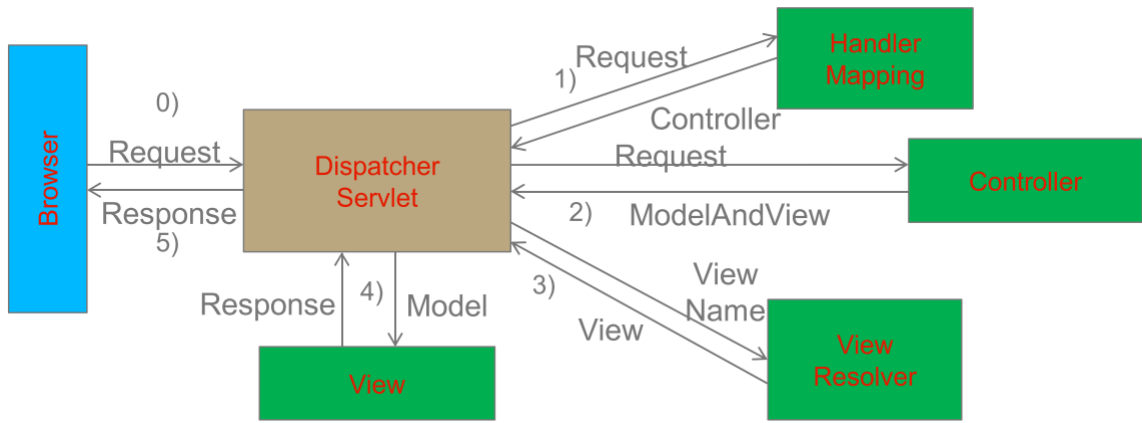 Browser
0)
Request
Response
5)
Dispatcher
Servlet
1)
Request
Controller
Handler
Mapping
Request
2)
ModelAndView
Controller
3)
View
Name
View
View
Resolver
Response
4)
Model
View